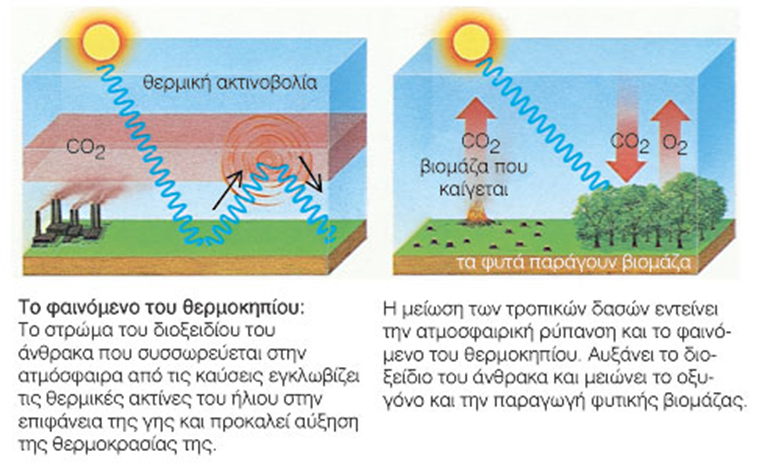 θερμική ακτινοβολία
CO2
CO2
βιομάζα που
καίγεται
CO2
O2
τα φυτά παράγουν βιομάζα
Το φαινόμενο του θερμοκηπίου:
Το στρώμα του διοξειδίου του
άνθρακα που συσσωρεύεται στην
ατμόσφαιρα από τις καύσεις εγκλωβίζει
τις θερμικές ακτίνες του ήλιου στην
επιφάνεια της γης και προκαλεί αύξηση
της θερμοκρασίας της.
Η μείωση των τροπικών δασών εντείνει
την ατμοσφαιρική ρύπανση και το φαινό-
μενο του θερμοκηπίου. Αυξάνει το διο-
ξείδιο του άνθρακα και μειώνει το οξυ-
γόνο και την παραγωγή φυτικής βιομάζας.